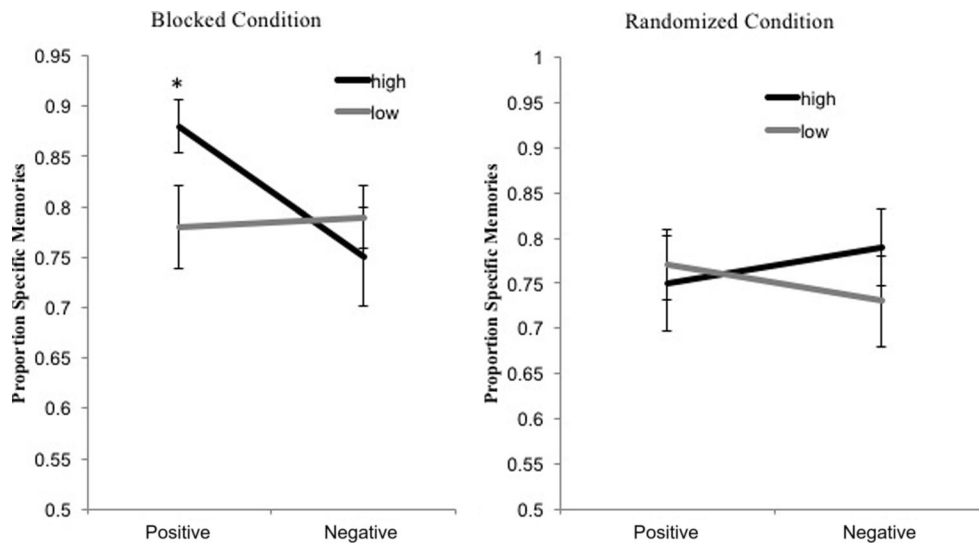 Blocked Condition
Proportion Specific Memories
0.95
0.9
0.85
0.8
0.75
0.7
0.65
0.6
0.55
0.5
*
high
low
Positive
Negative
Randomized Condition
Proportion Specific Memories
1
0.95
0.9
0.85
0.8
0.75
0.7
0.65
0.6
0.55
0.5
high
low
Positive
Negative